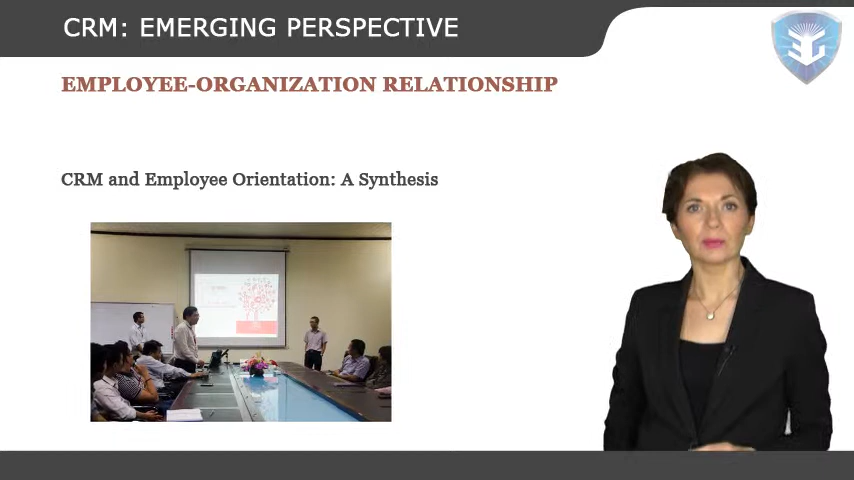 CRM: EMERGING PERSPECTIVE
EMPLOYEE-ORGANIZATION RELATIONSHIP
CRM and Employee Orientation: A Synthesis